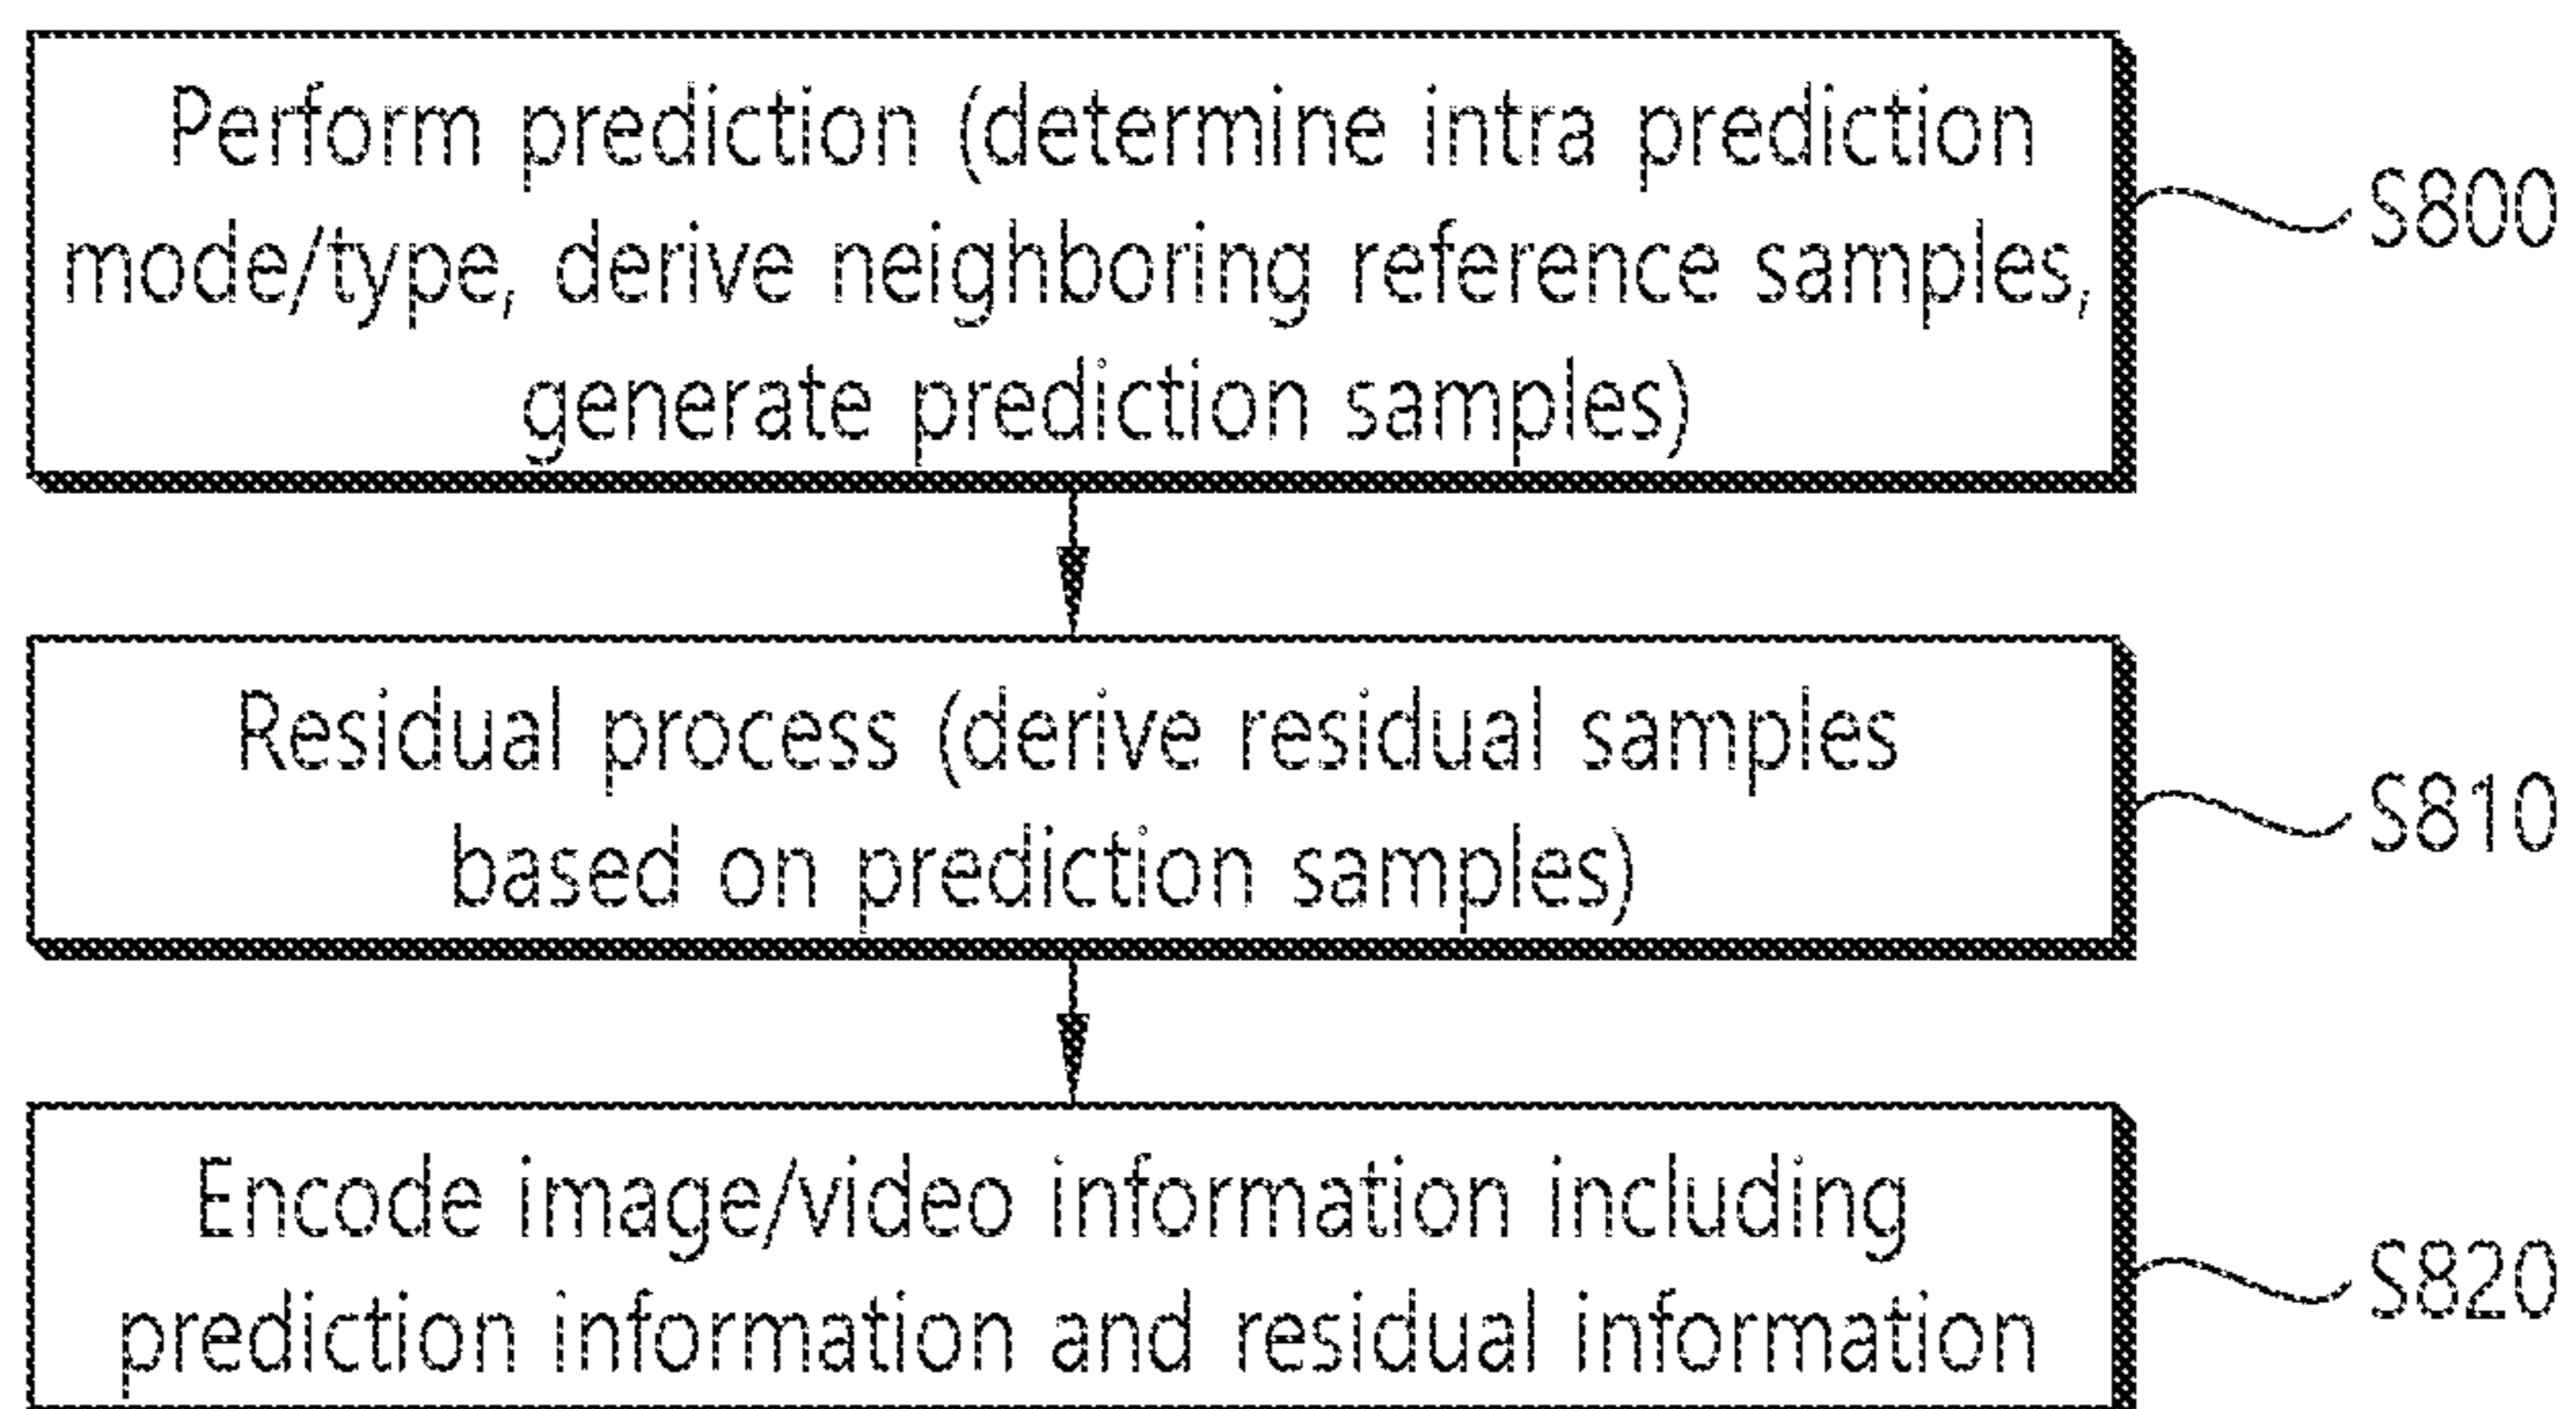 Perform prediction (determine intra prediction
mode/type, derive neighboring reference samples,
generate prediction samples)
S800
Residual process (derive residual samples
based on prediction samples)
S810
Encode image/video information including
prediction information and residual information
S820